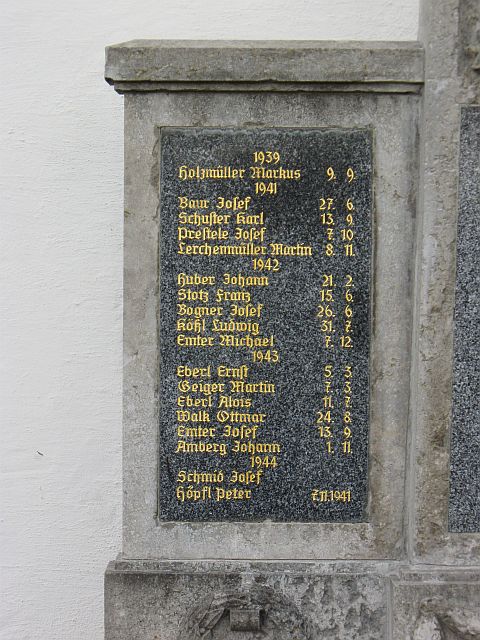 1939
Holzmüller Markus 9. 9.
1941
Baur Josef 27. 6.
Schuster Karl 13. 9.
Prestele Josef 7. 10.
Lerchenmüller Martin 8. 11.
1942
Huber Johann 21. 2.
Stotz Franz 15. 6.
Bogner Josef 26. 6.
Kößl Ludwig 31. 7.
Emter Michael 7. 12.
1943
Eberl Ernst 5. 3.
Geiger Martin 7. 3.
Eberl Alois 11. 7.
Walk Ottmar 24. 8.
Emter Josef 13. 9.
Amberg Johann 1. 11.
1944
Schmid Josef
Höpfl Peter 7.11.1941